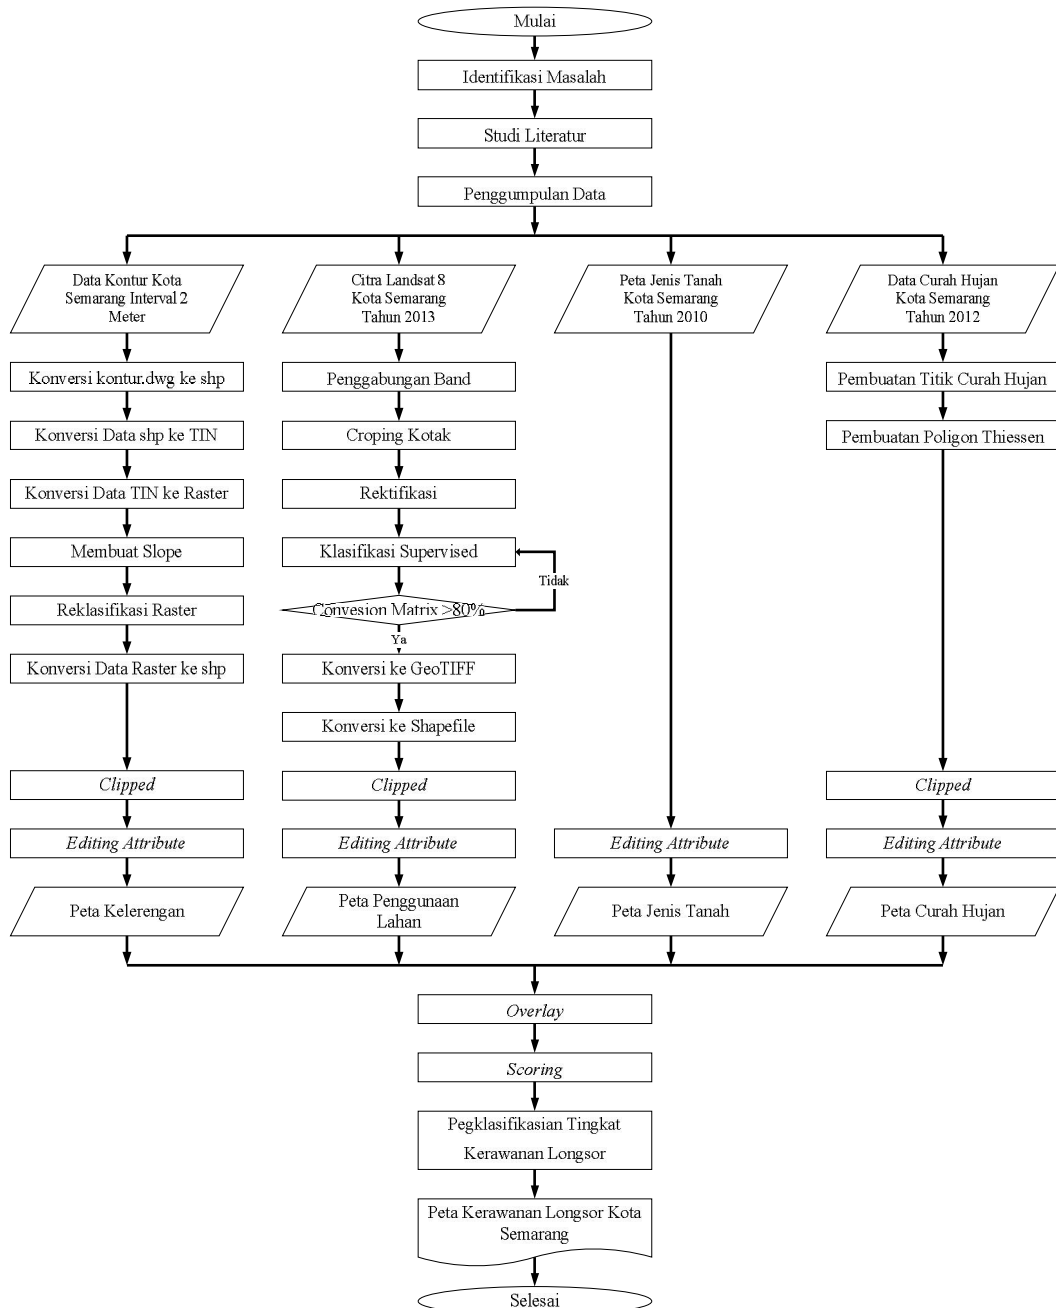 Mulai
Identifikasi Masalah
Studi Literatur
Penggumpulan Data
Data Kontur Kota
Semarang Interval 2
Meter
Konversi kontur.dwg ke shp
Konversi Data shp ke TIN
Konversi Data TIN ke Raster
Membuat Slope
Reklasifikasi Raster
Konversi Data Raster ke shp
Clipped
Editing Attribute
Peta Kelerengan
Citra Landsat 8
Kota Semarang
Tahun 2013
Penggabungan Band
Croping Kotak
Rektifikasi
Klasifikasi Supervised
Tidak
Convesion Matrix >80%
Ya
Konversi ke GeoTIFF
Konversi ke Shapefile
Clipped
Editing Attribute
Peta Penggunaan
Lahan
Peta Jenis Tanah
Kota Semarang
Tahun 2010
Editing Attribute
Peta Jenis Tanah
Data Curah Hujan
Kota Semarang
Tahun 2012
Pembuatan Titik Curah Hujan
Pembuatan Poligon Thiessen
Clipped
Editing Attribute
Peta Curah Hujan
Overlay
Scoring
Pegklasifikasian Tingkat
Kerawanan Longsor
Peta Kerawanan Longsor Kota
Semarang
Selesai